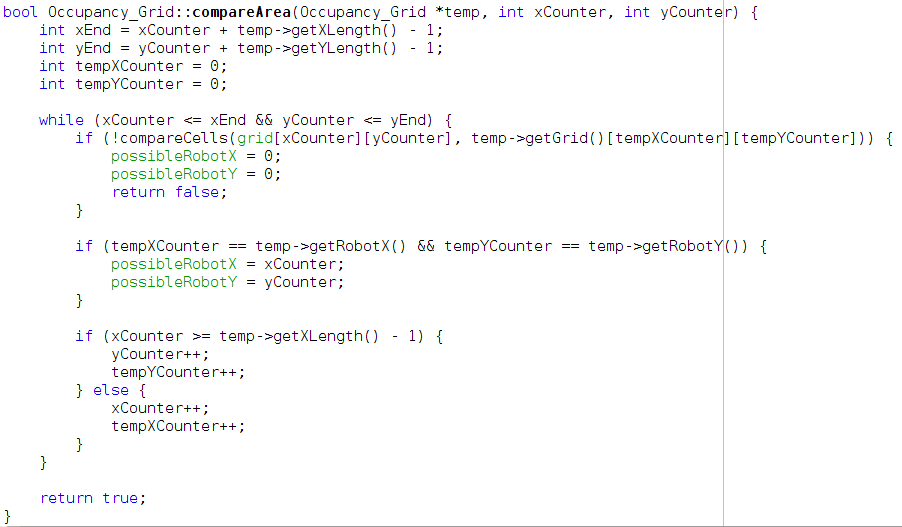 bool Occupancy_Grid::compareArea(Occupancy_Grid *temp, int xCounter, int yCounter) {
    int xEnd = xCounter + temp->getXLength() - 1;
    int yEnd = yCounter + temp->getYLength() - 1;
    int tempXCounter = 0;
    int tempYCounter = 0;

    while (xCounter <= xEnd && yCounter <= yEnd) {
        if (!compareCells(grid[xCounter][yCounter], temp->getGrid()[tempXCounter][tempYCounter])) {
            possibleRobotX = 0;
            possibleRobotY = 0;
            return false;
        }

        if (tempXCounter == temp->getRobotX() && tempYCounter == temp->getRobotY()) {
            possibleRobotX = xCounter;
            possibleRobotY = yCounter;
        }

        if (xCounter >= temp->getXLength() - 1) {
            yCounter++;
            tempYCounter++;
        } else {
            xCounter++;
            tempXCounter++;
        }
    }

    return true;
}